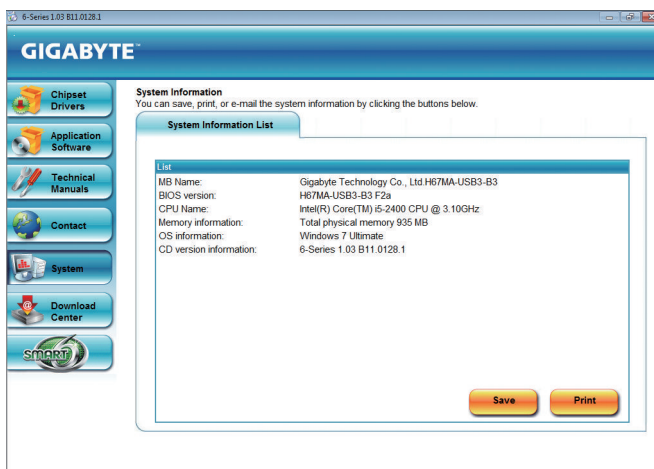 6-Series 1.03 B11.0128.1
GIGABYTE™
Chipset
Drivers
Application
Software
Technical
Manuals
Contact
System
Download
Center
SMART 6
System Information
You can save, print, or e-mail the system information by clicking the buttons below.
System Information List
List
MB Name: Gigabyte Technology Co., Ltd.H67MA-USB3-B3
BIOS version: H67MA-USB3-B3 F2a
CPU Name: Intel(R) Core(TM) i5-2400 CPU @ 3.10GHz
Memory information: Total physical memory 935 MB
OS information: Windows 7 Ultimate
CD version information: 6-Series 1.03 B11.0128.1
Save Print